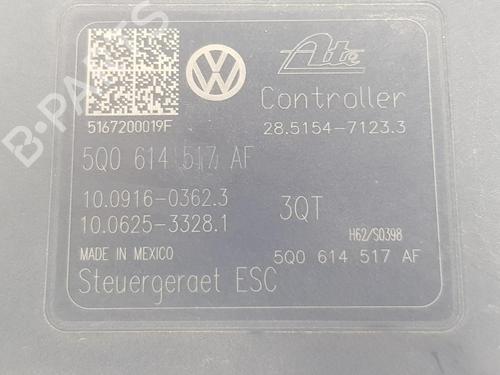 Ate
Controller
5167200019F
28.5154-7123.3
5Q0 614 517 AF
10.0916-0362.3
10.0625-3328.1
3QT
H62/S0398
MADE IN MEXICO
5Q0 614 517 AF
Steuergeraet ESC
B-PARTS